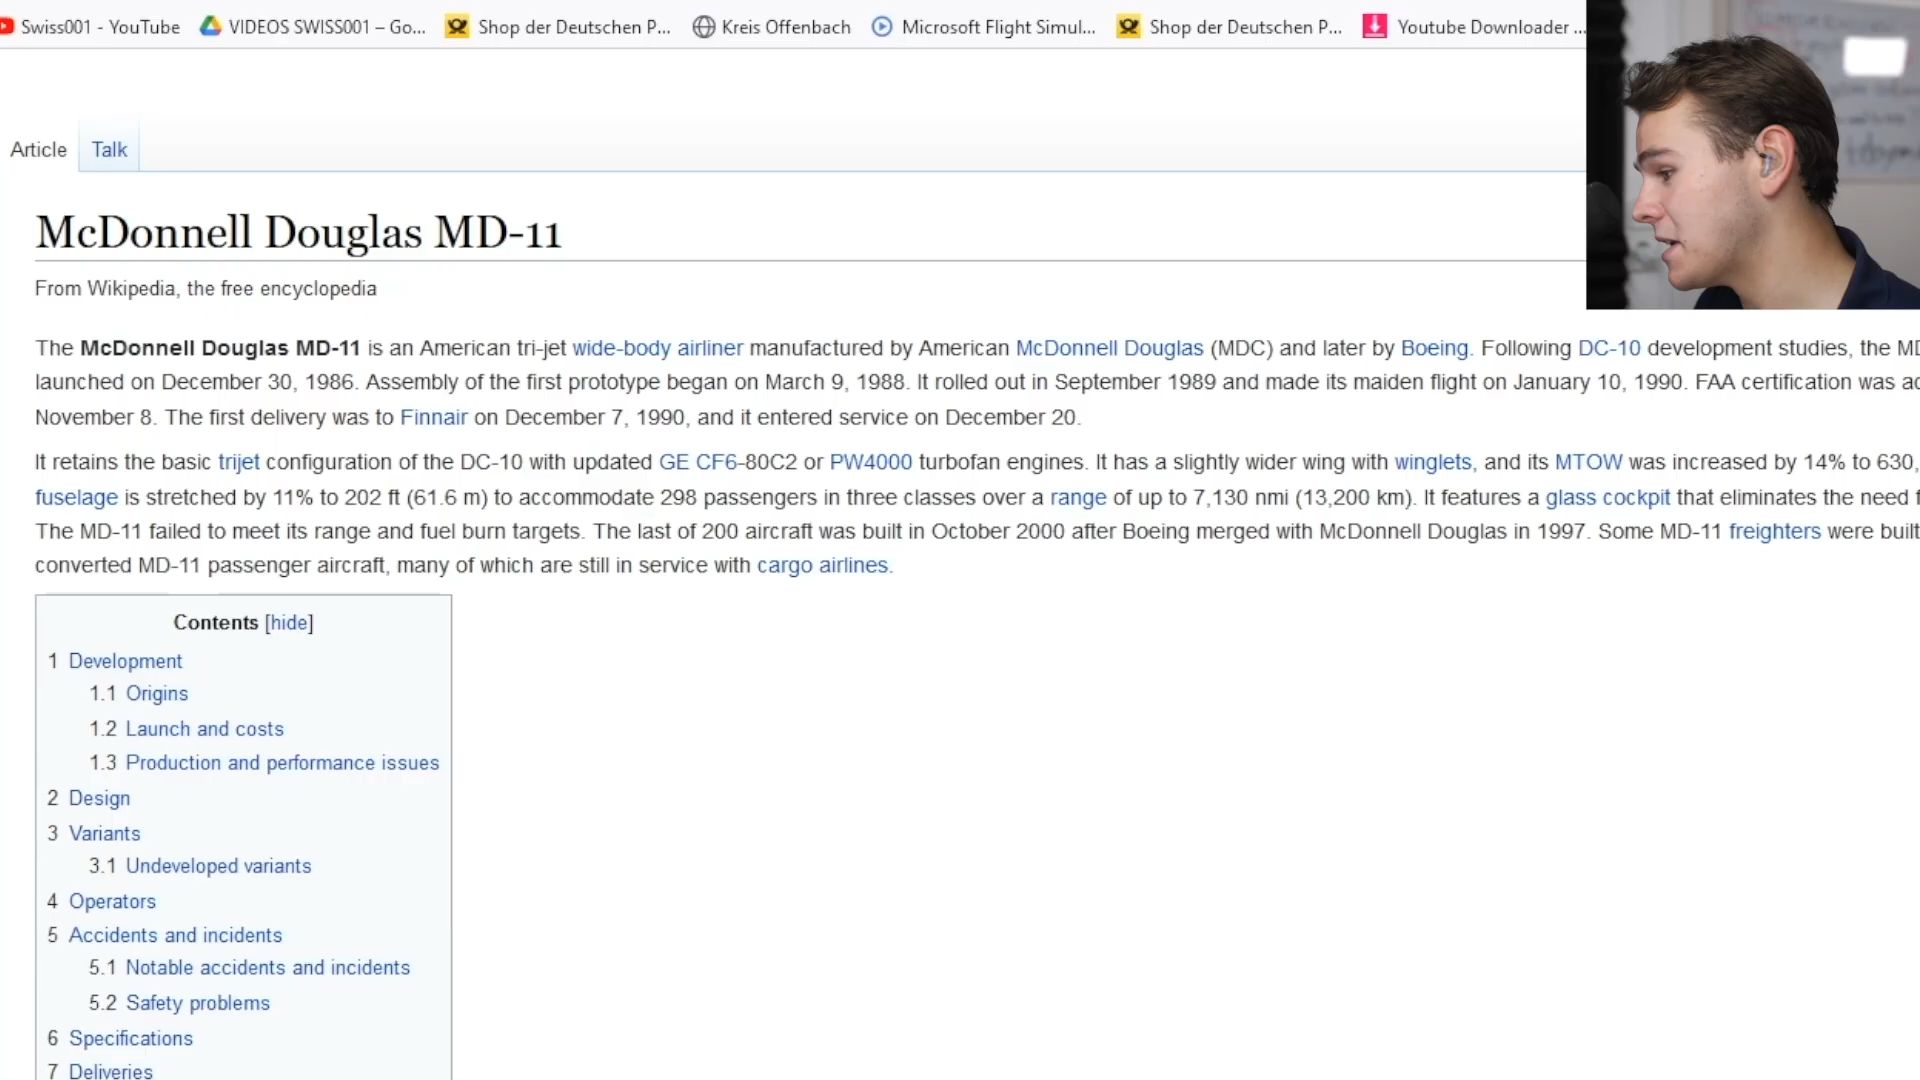 Swiss001 - YouTube VIDEOS SWISS001 – Go... Shop der Deutschen P... Kreis Offenbach Microsoft Flight Simul... Shop der Deutschen P... Youtube Downloader ...
Article Talk
McDonnell Douglas MD-11
From Wikipedia, the free encyclopedia
The McDonnell Douglas MD-11 is an American tri-jet wide-body airliner manufactured by American McDonnell Douglas (MDC) and later by Boeing. Following DC-10 development studies, the
launched on December 30, 1986. Assembly of the first prototype began on March 9, 1988. It rolled out in September 1989 and made its maiden flight on January 10, 1990. FAA certification was
November 8. The first delivery was to Finnair on December 7, 1990, and it entered service on December 20.
It retains the basic trijet configuration of the DC-10 with updated GE CF6-80C2 or PW4000 turbofan engines. It has a slightly wider wing with winglets, and its MTOW was increased by 14% to 630,
fuselage is stretched by 11% to 202 ft (61.6 m) to accommodate 298 passengers in three classes over a range of up to 7,130 nmi (13,200 km). It features a glass cockpit that eliminates the need
The MD-11 failed to meet its range and fuel burn targets. The last of 200 aircraft was built in October 2000 after Boeing merged with McDonnell Douglas in 1997. Some MD-11 freighters were built
converted MD-11 passenger aircraft, many of which are still in service with cargo airlines.
Contents [hide]
1 Development
1.1 Origins
1.2 Launch and costs
1.3 Production and performance issues
2 Design
3 Variants
3.1 Undeveloped variants
4 Operators
5 Accidents and incidents
5.1 Notable accidents and incidents
5.2 Safety problems
6 Specifications
7 Deliveries